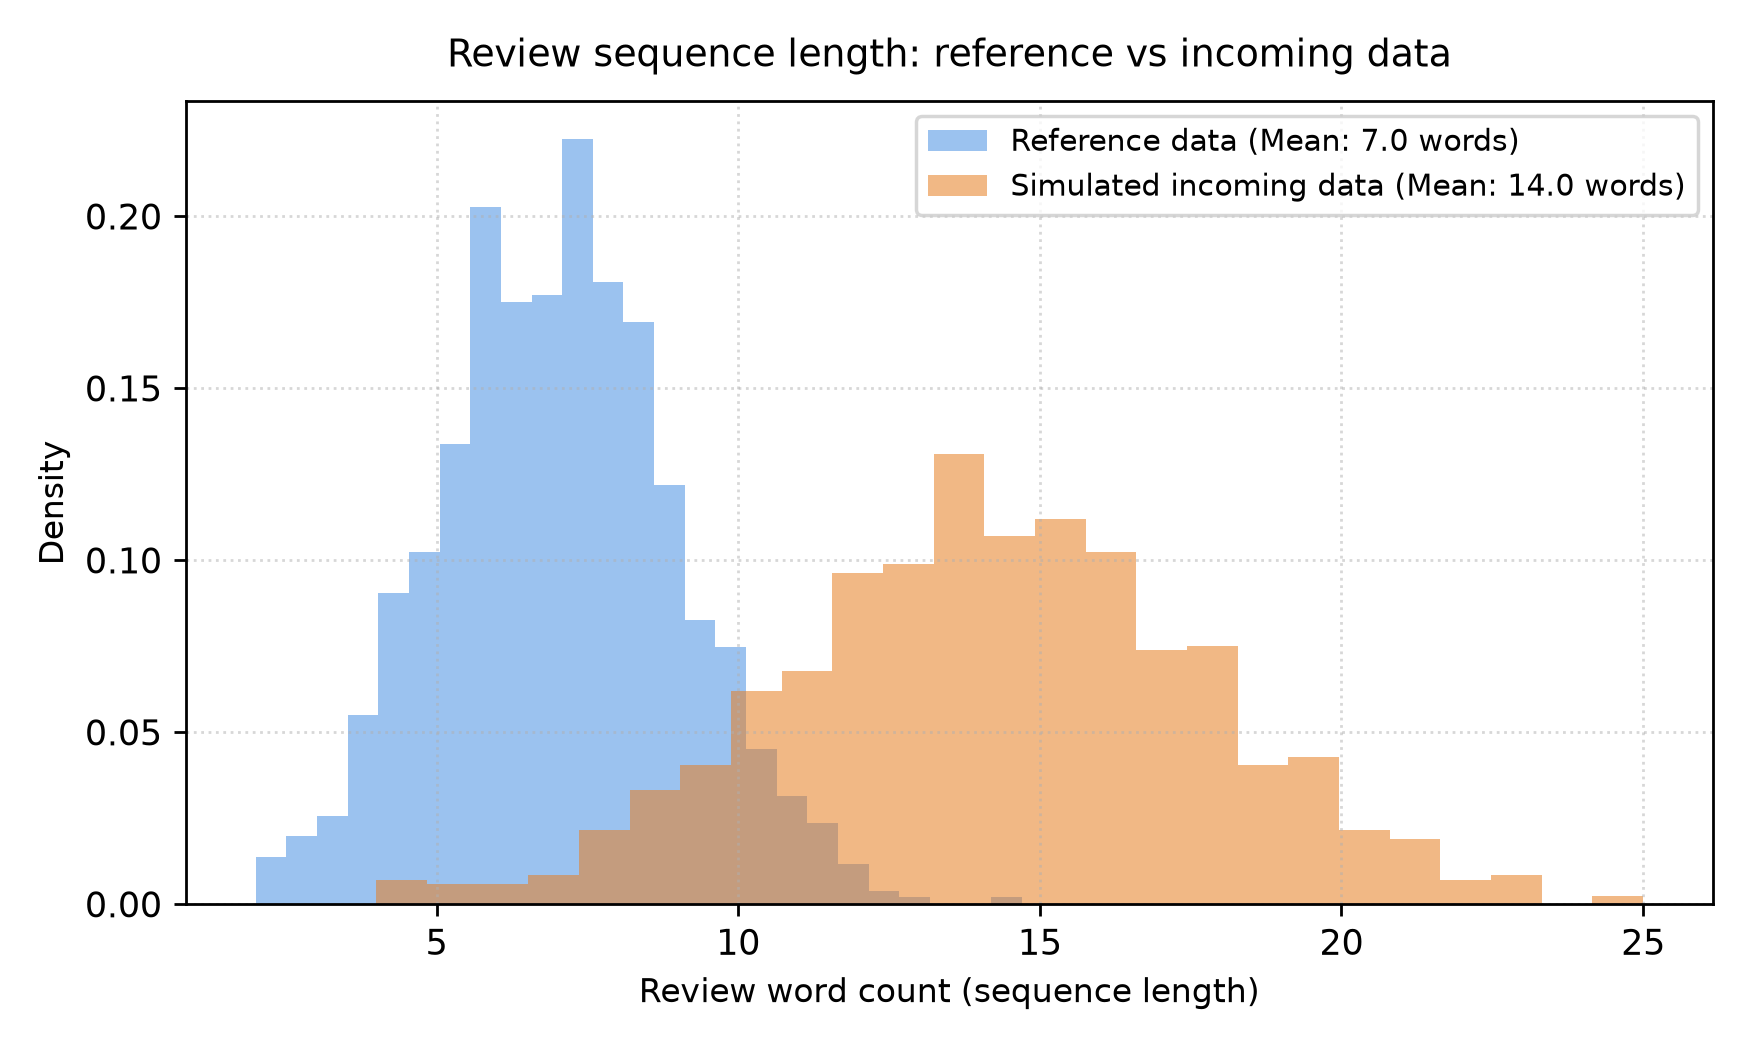 Review sequence length: reference vs incoming data
Reference data (Mean: 7.0 words)
Simulated incoming data (Mean: 14.0 words)
0.20
0.15
0.10
0.05
0.00
Density
5 10 15 20 25
Review word count (sequence length)